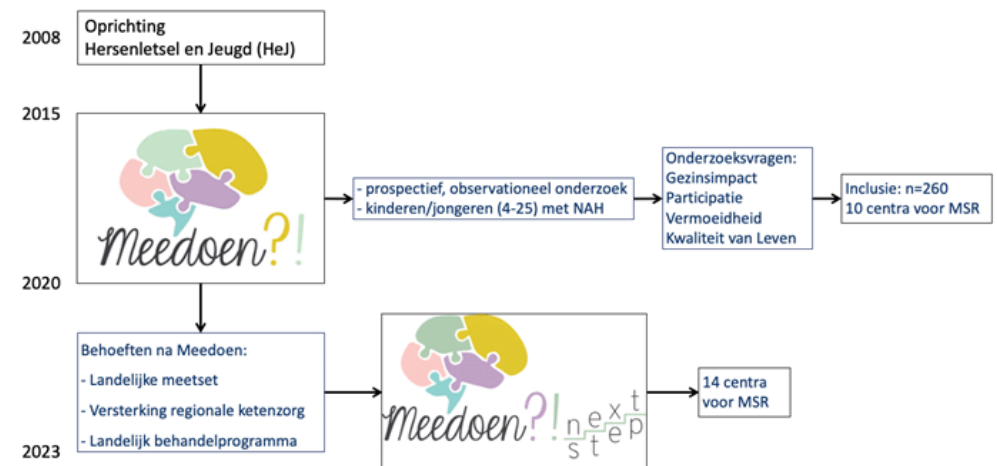 2008
Oprichting
Hersenletsel en Jeugd (HeJ)
2015
Meedoen?!
- prospectief, observationeel onderzoek
- kinderen/jongeren (4-25) met NAH
Onderzoeksvragen:
Gezinsimpact
Participatie
Vermoeidheid
Kwaliteit van Leven
Inclusie: n=260
10 centra voor MSR
2020
Behoeften na Meedoen:
- Landelijke meetset
- Versterking regionale ketenzorg
- Landelijk behandelprogramma
Meedoen?!
next
step
14 centra
voor MSR
2023